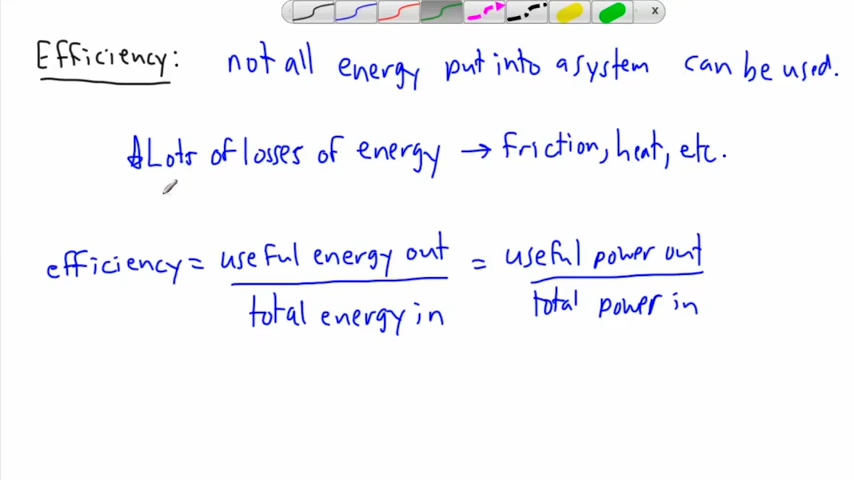 Efficiency: not all energy put into a system can be used.
Lots of losses of energy → friction, heat, etc.
efficiency = useful energy out / total energy in = useful power out / total power in